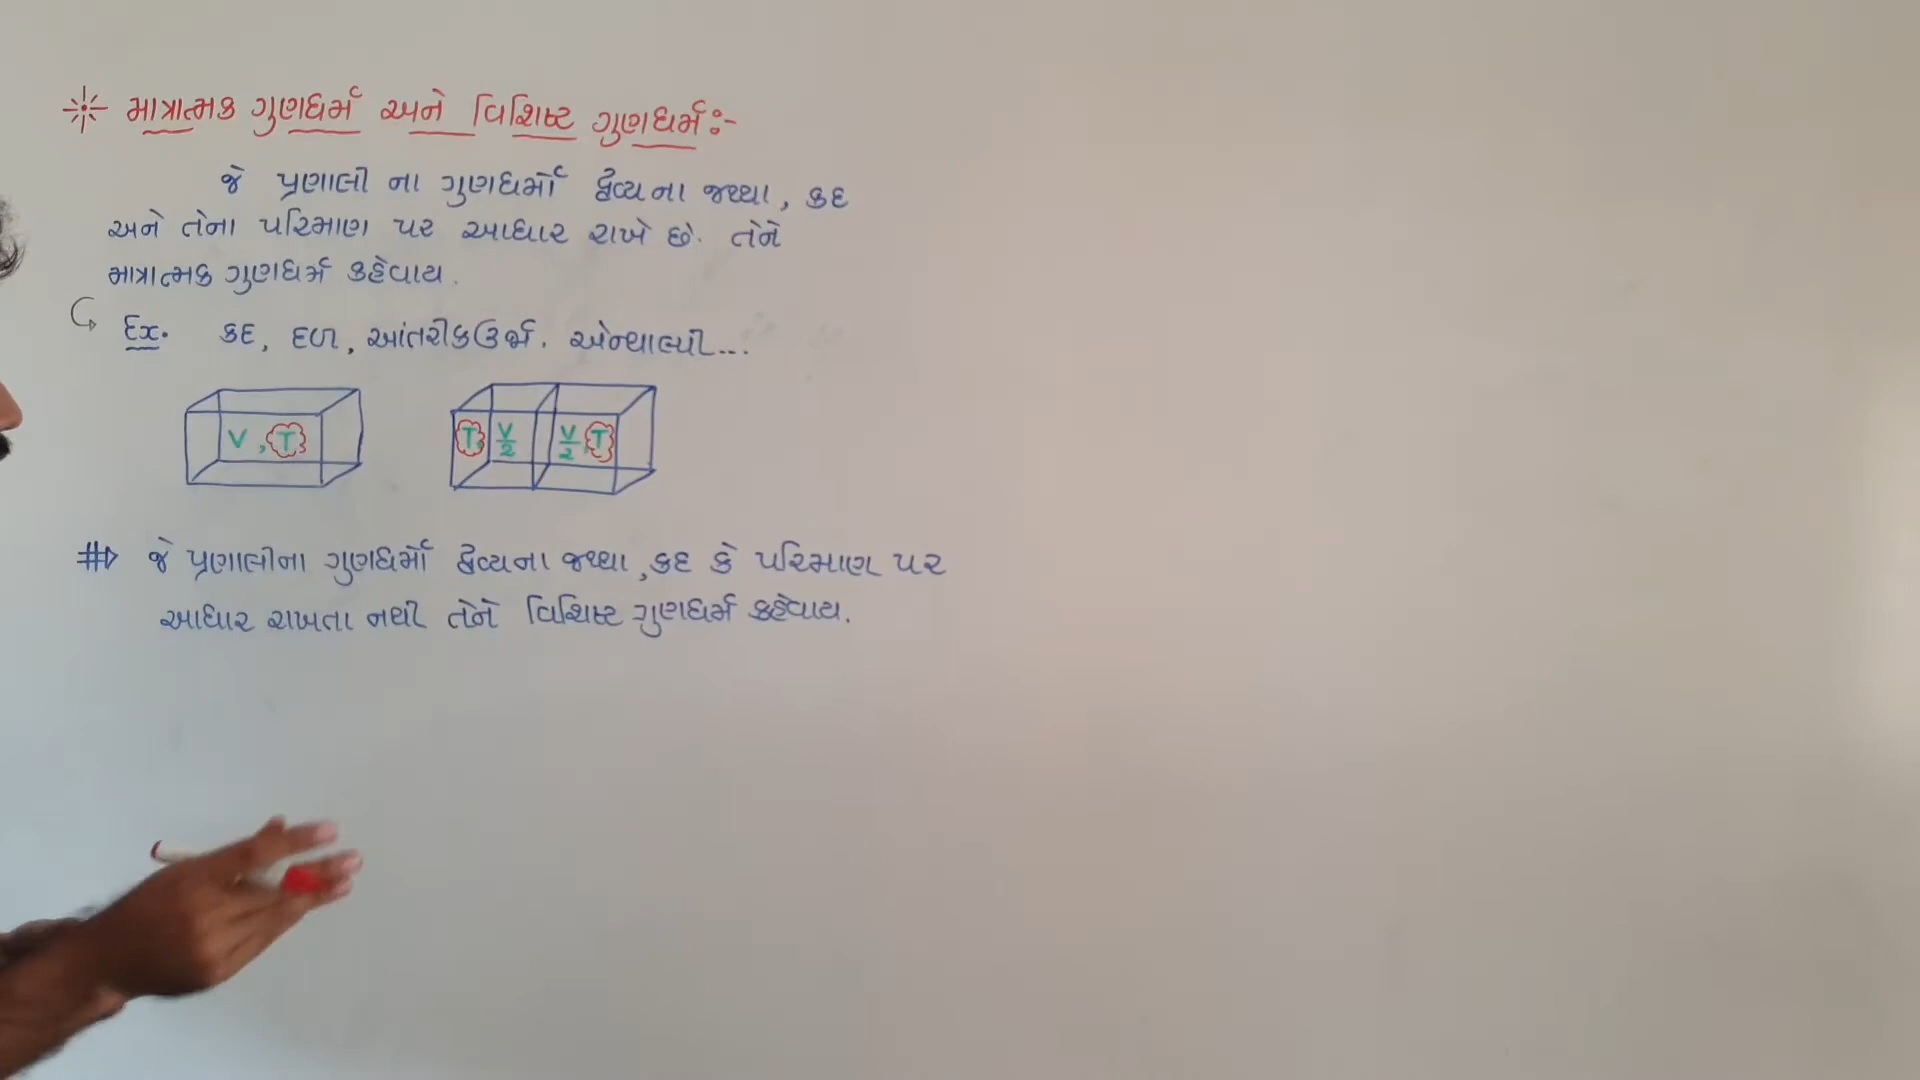 માત્રાત્મક ગુણધર્મ અને વિશિષ્ટ ગુણધર્મ :-
જે પ્રણાલી ના ગુણધર્મો દ્રવ્યના જથ્થા, કદ
અને તેના પરિમાણ પર આધાર રાખે છે. તેને
માત્રાત્મક ગુણધર્મ કહેવાય.
Ex. કદ, દળ, આંતરીકઉર્જા. એન્થાલ્પી...
V, T T, V/2 V/2, T
#⇒ જે પ્રણાલીના ગુણધર્મો દ્રવ્યના જથ્થા, કદ કે પરિમાણ પર
આધાર રાખતા નથી તેને વિશિષ્ટ ગુણધર્મ કહેવાય.